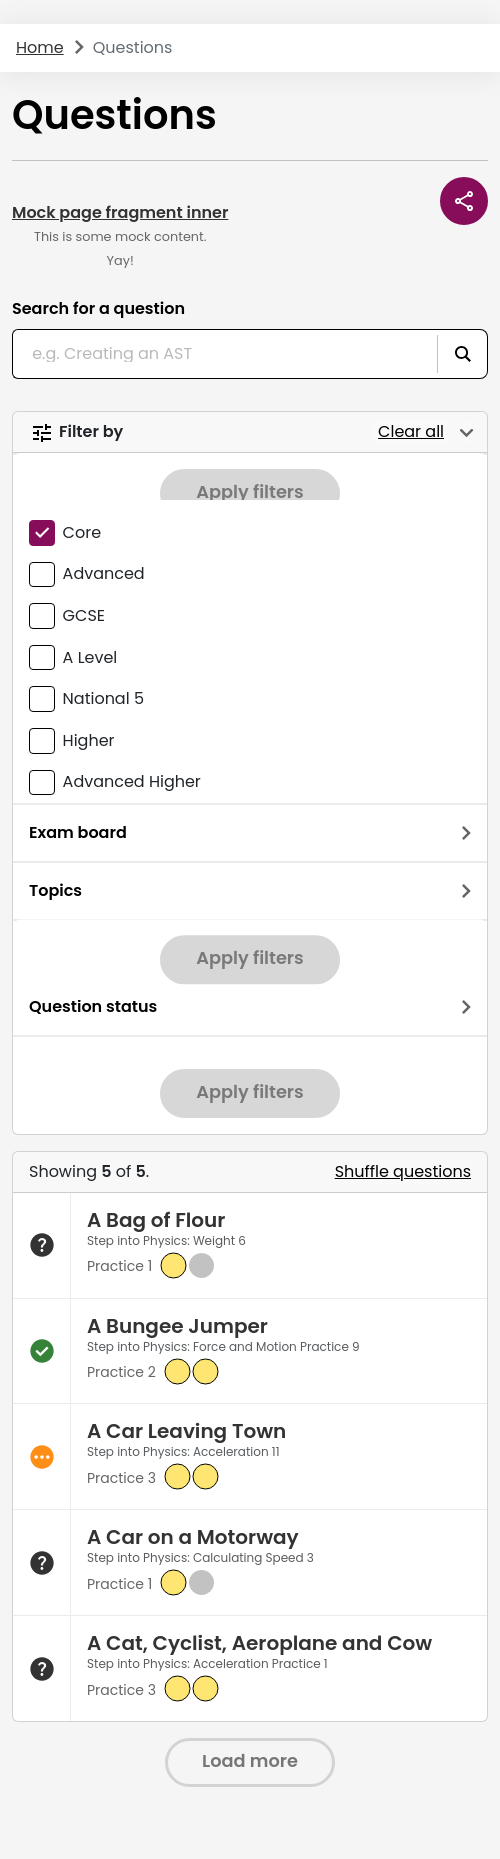 Home Questions
Questions
Mock page fragment inner
This is some mock content.
Yay!
Search for a question
e.g. Creating an AST
Filter by Clear all
Apply filters
Core
Advanced
GCSE
A Level
National 5
Higher
Advanced Higher
Exam board
Topics
Apply filters
Question status
Apply filters
Showing 5 of 5. Shuffle questions
A Bag of Flour
Step into Physics: Weight 6
Practice 1
A Bungee Jumper
Step into Physics: Force and Motion Practice 9
Practice 2
A Car Leaving Town
Step into Physics: Acceleration 11
Practice 3
A Car on a Motorway
Step into Physics: Calculating Speed 3
Practice 1
A Cat, Cyclist, Aeroplane and Cow
Step into Physics: Acceleration Practice 1
Practice 3
Load more